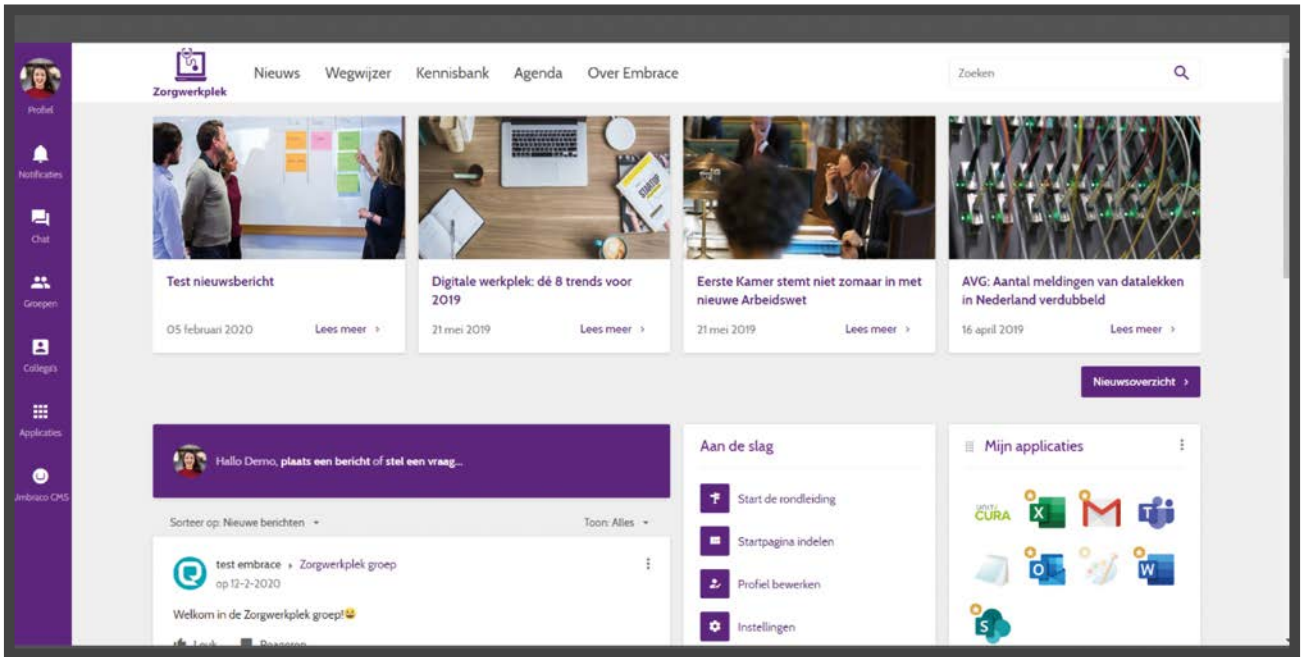 Profiel
Notificaties
Chat
Groepen
Collega's
Applicaties
Umbraco CMS
Zorgwerkplek
Nieuws
Wegwijzer
Kennisbank
Agenda
Over Embrace
Zoeken
Test nieuwsbericht
05 februari 2020
Lees meer
Digitale werkplek: dé 8 trends voor
2019
21 mei 2019
Lees meer
Eerste Kamer stemt niet zomaar in met
nieuwe Arbeidswet
21 mei 2019
Lees meer
AVG: Aantal meldingen van datalekken
in Nederland verdubbeld
16 april 2019
Lees meer
Nieuwsoverzicht
Hallo Demo, plaats een bericht of stel een vraag...
Sorteer op: Nieuwe berichten
Toon: Alles
test embrace › Zorgwerkplek groep
op 12-2-2020
Welkom in de Zorgwerkplek groep!😀
Leuk
Reageren
Aan de slag
Start de rondleiding
Startpagina indelen
Profiel bewerken
Instellingen
Mijn applicaties
CURA
STARTUP